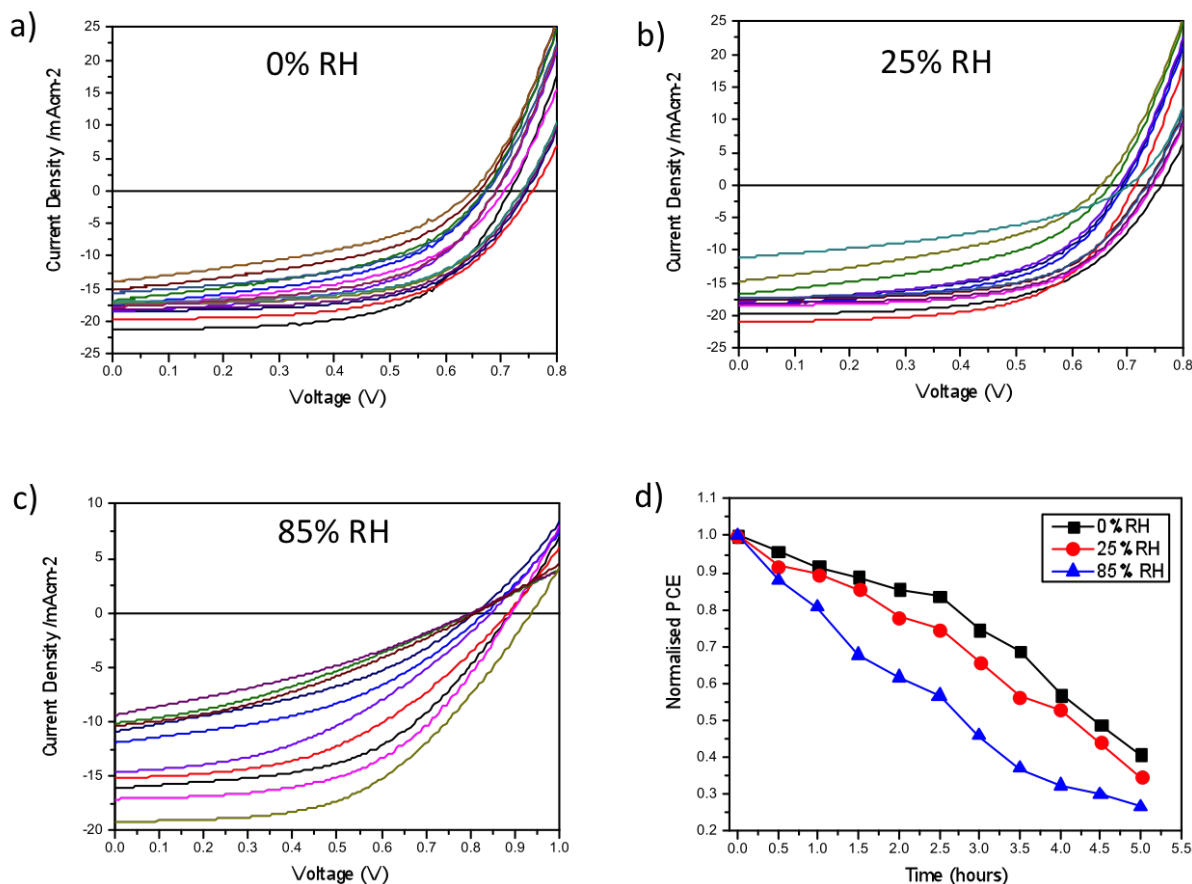 a)
0% RH
25
20
15
10
5
0
-5
-10
-15
-20
-25
Current Density /mAcm-2
0.0 0.1 0.2 0.3 0.4 0.5 0.6 0.7 0.8
Voltage (V)
b)
25% RH
25
20
15
10
5
0
-5
-10
-15
-20
-25
Current Density /mAcm-2
0.0 0.1 0.2 0.3 0.4 0.5 0.6 0.7 0.8
Voltage (V)
c)
85% RH
10
5
0
-5
-10
-15
-20
Current Density /mAcm-2
0.0 0.1 0.2 0.3 0.4 0.5 0.6 0.7 0.8 0.9 1.0
Voltage (V)
d)
1.1
1.0
0.9
0.8
0.7
0.6
0.5
0.4
0.3
0.2
Normalised PCE
0% RH
25% RH
85% RH
0.0 0.5 1.0 1.5 2.0 2.5 3.0 3.5 4.0 4.5 5.0 5.5
Time (hours)